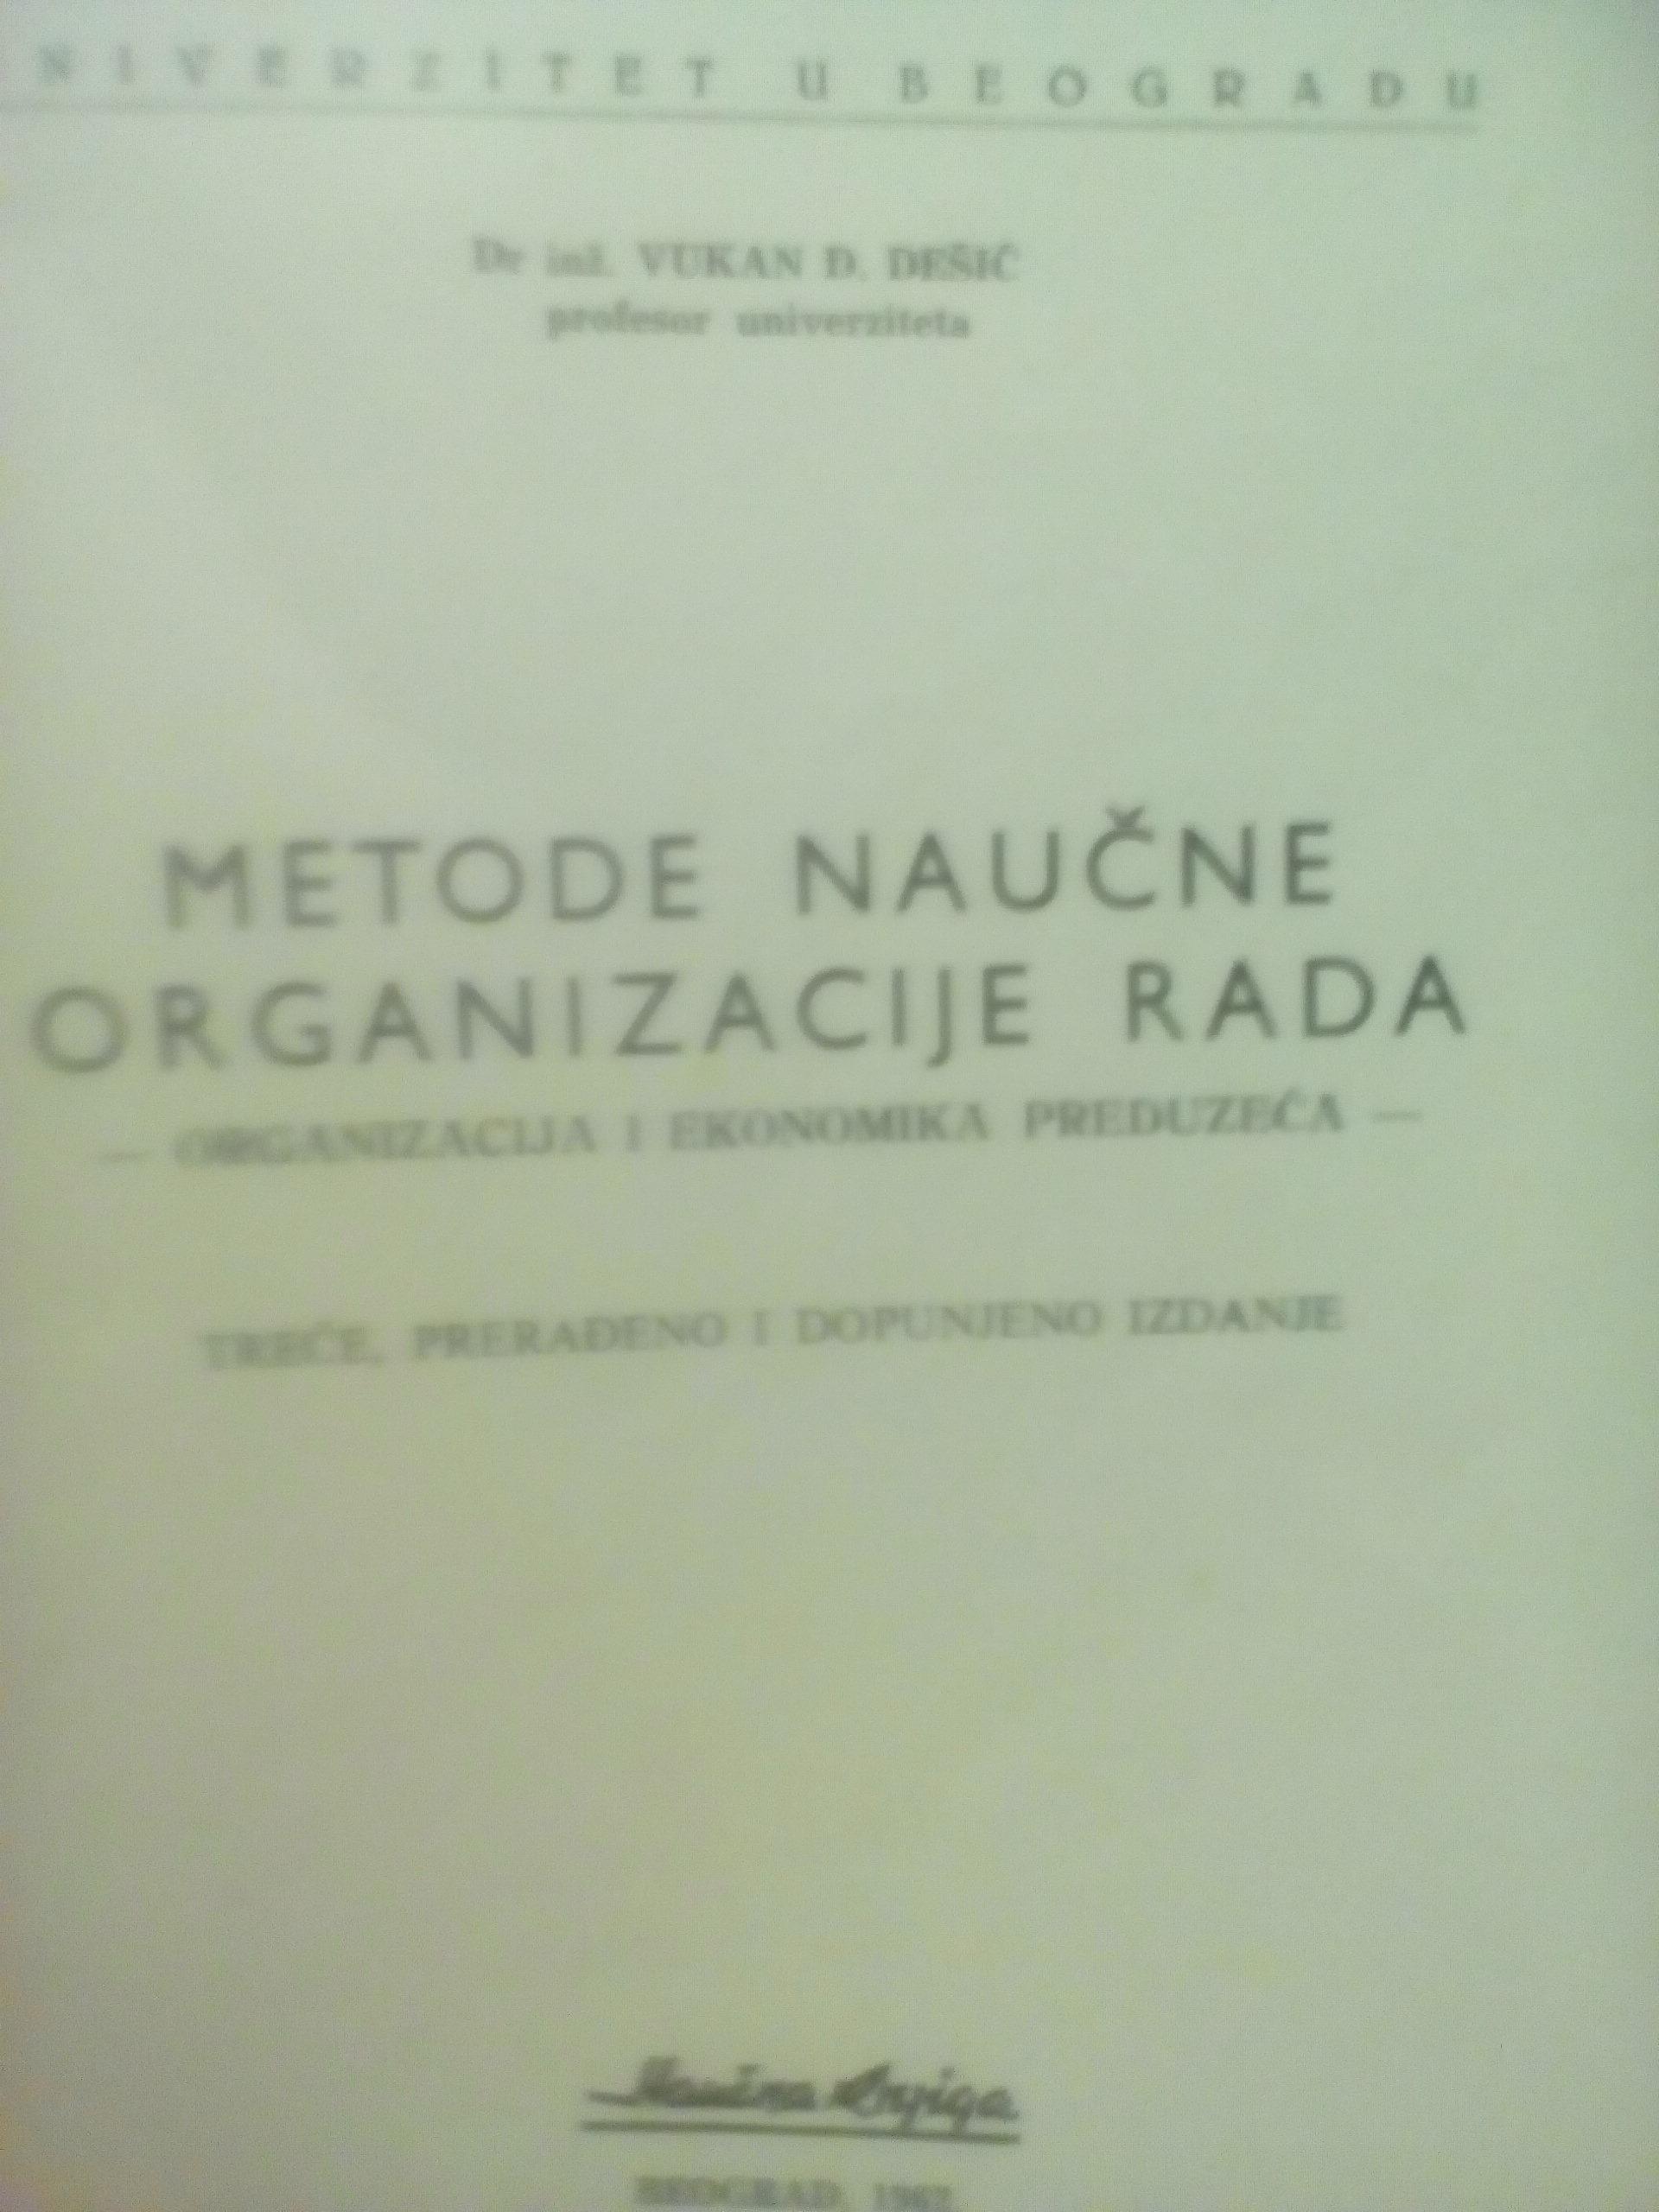 NIVERZITET U BEOGRADU
Dr inž. VUKAN D. DEŠIĆ
profesor univerziteta
METODE NAUČNE
ORGANIZACIJE RADA
— ORGANIZACIJA I EKONOMIKA PREDUZEĆA —
TREĆE, PRERAĐENO I DOPUNJENO IZDANJE
Naučna knjiga
BEOGRAD, 1962